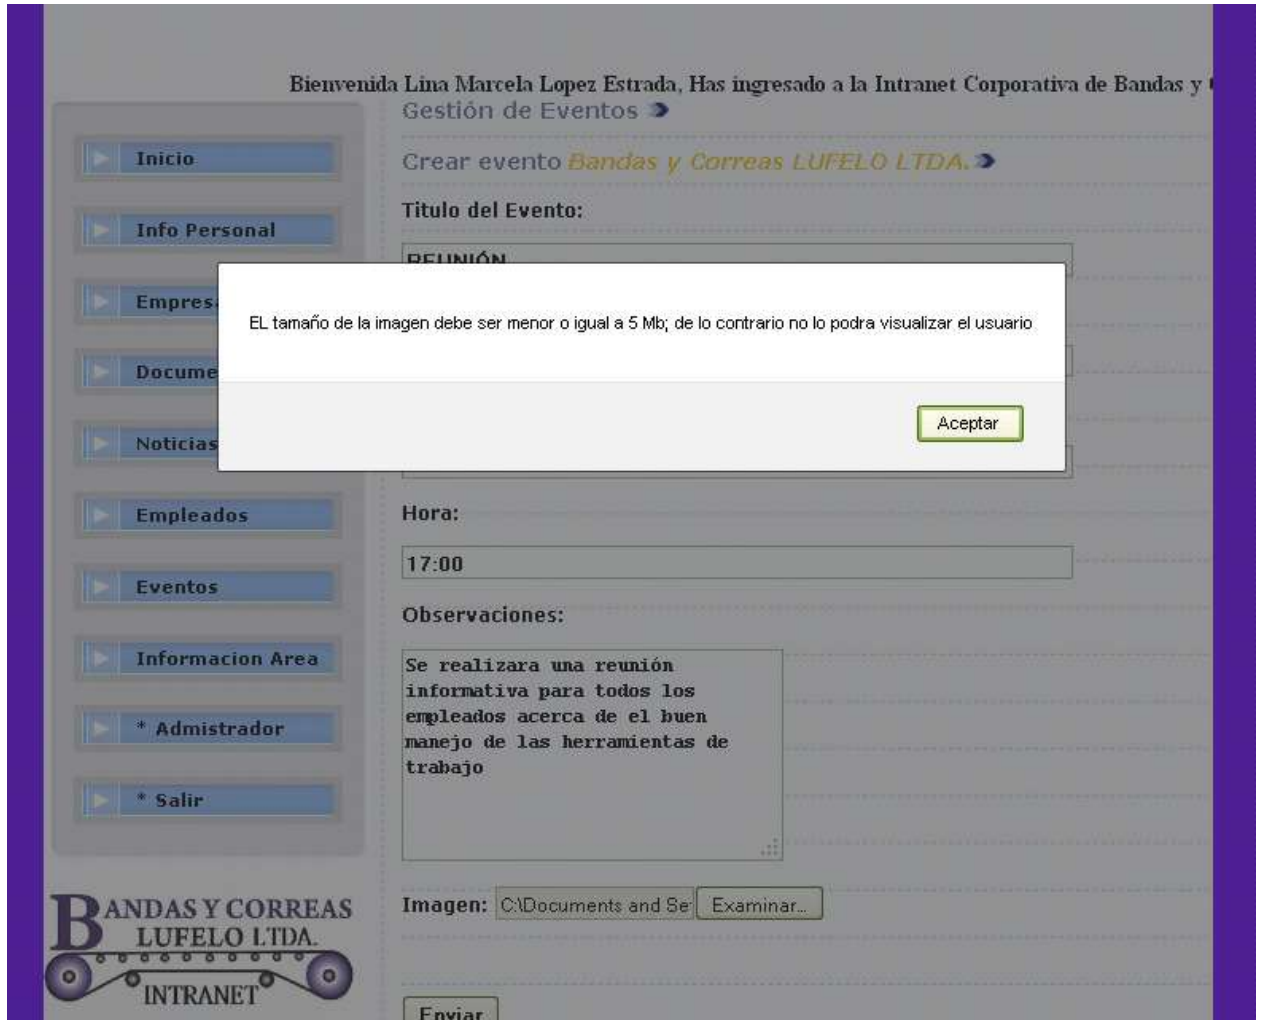 Bienvenida Lina Marcela Lopez Estrada, Has ingresado a la Intranet Corporativa de Bandas y
Gestión de Eventos
Crear evento Bandas y Correas LUFELO LTDA.
Titulo del Evento:
REUNIÓN
EL tamaño de la imagen debe ser menor o igual a 5 Mb; de lo contrario no lo podra visualizar el usuario
Aceptar
Hora:
17:00
Observaciones:
Se realizara una reunión
informativa para todos los
empleados acerca de el buen
manejo de las herramientas de
trabajo
Imagen: C:\Documents and Se Examinar...
Enviar
Inicio
Info Personal
Empresa
Docume
Noticias
Empleados
Eventos
Informacion Area
* Admistrador
* Salir
BANDAS Y CORREAS
LUFELO LTDA.
INTRANET